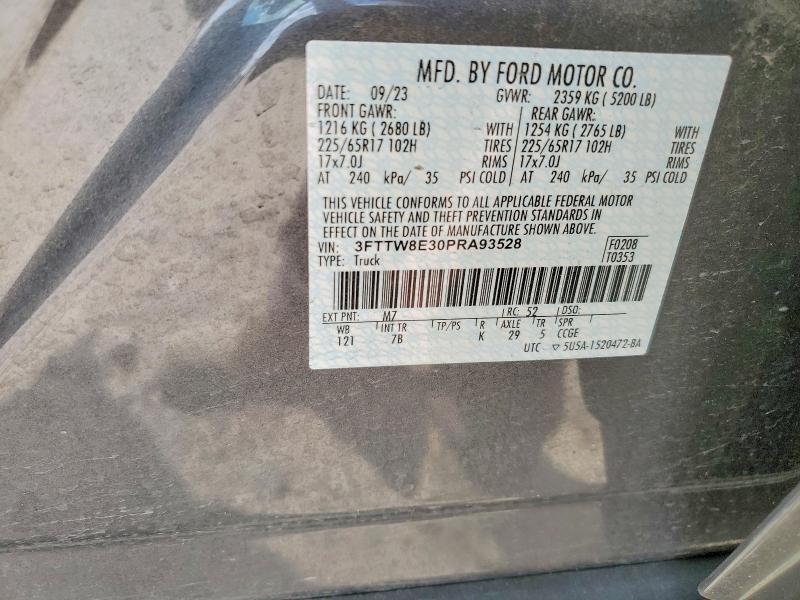 MFD. BY FORD MOTOR CO.
DATE: 09/23 GVWR: 2359 KG ( 5200 LB)
FRONT GAWR: REAR GAWR:
1216 KG ( 2680 LB) WITH 1254 KG ( 2765 LB) WITH
225/65R17 102H TIRES 225/65R17 102H TIRES
17x7.0J RIMS 17x7.0J RIMS
AT 240 kPa/ 35 PSI COLD AT 240 kPa/ 35 PSI COLD
THIS VEHICLE CONFORMS TO ALL APPLICABLE FEDERAL MOTOR
VEHICLE SAFETY AND THEFT PREVENTION STANDARDS IN
EFFECT ON THE DATE OF MANUFACTURE SHOWN ABOVE.
VIN: 3FTTW8E30PRA93528 F0208
TYPE: Truck T0353
EXT PNT: M7 RC: 52 DSO:
WB INT TR TP/PS R AXLE TR SPR
121 7B K 29 5 CCGE
UTC ▽ 5U5A-1520472-BA